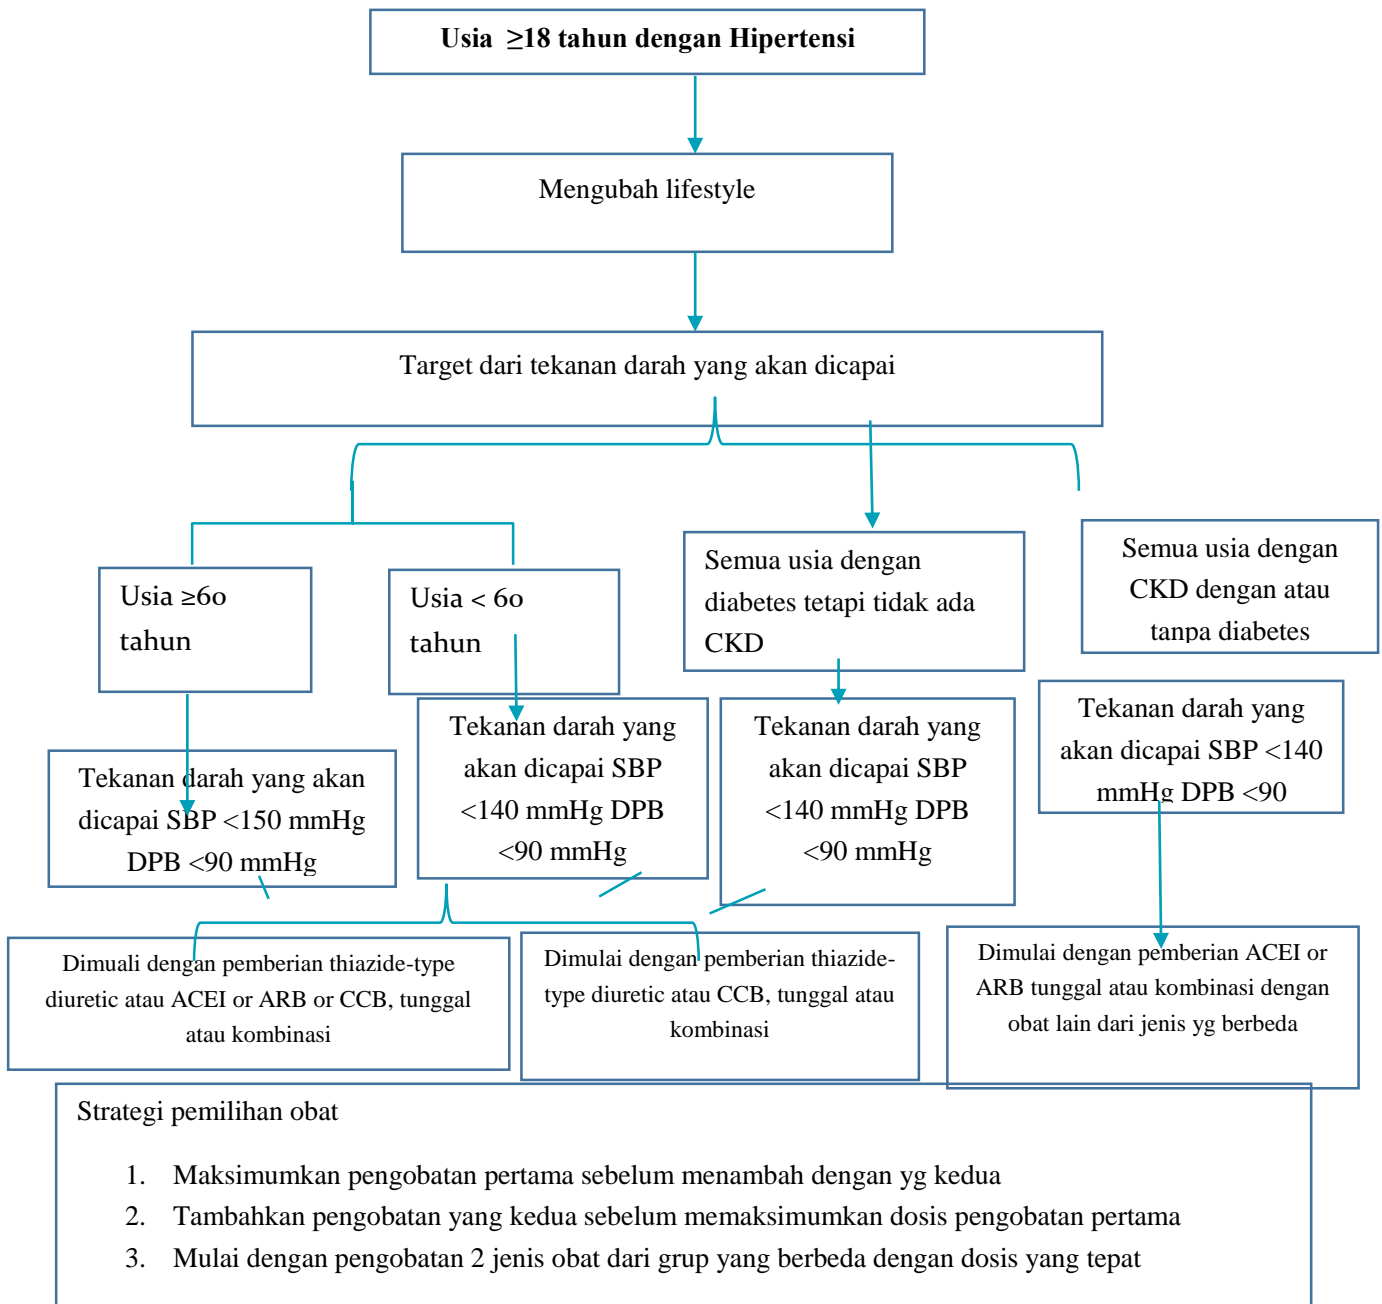 Usia ≥18 tahun dengan Hipertensi
Mengubah lifestyle
Target dari tekanan darah yang akan dicapai
Usia ≥60
tahun
Usia < 60
tahun
Semua usia dengan
diabetes tetapi tidak ada
CKD
Semua usia dengan
CKD dengan atau
tanpa diabetes
Tekanan darah yang akan
dicapai SBP <150 mmHg
DPB <90 mmHg
Tekanan darah yang
akan dicapai SBP
<140 mmHg DPB
<90 mmHg
Tekanan darah yang
akan dicapai SBP
<140 mmHg DPB
<90 mmHg
Tekanan darah yang
akan dicapai SBP <140
mmHg DPB <90
Dimuali dengan pemberian thiazide-type
diuretic atau ACEI or ARB or CCB, tunggal
atau kombinasi
Dimulai dengan pemberian thiazide-
type diuretic atau CCB, tunggal atau
kombinasi
Dimulai dengan pemberian ACEI or
ARB tunggal atau kombinasi dengan
obat lain dari jenis yg berbeda
Strategi pemilihan obat
1. Maksimumkan pengobatan pertama sebelum menambah dengan yg kedua
2. Tambahkan pengobatan yang kedua sebelum memaksimumkan dosis pengobatan pertama
3. Mulai dengan pengobatan 2 jenis obat dari grup yang berbeda dengan dosis yang tepat